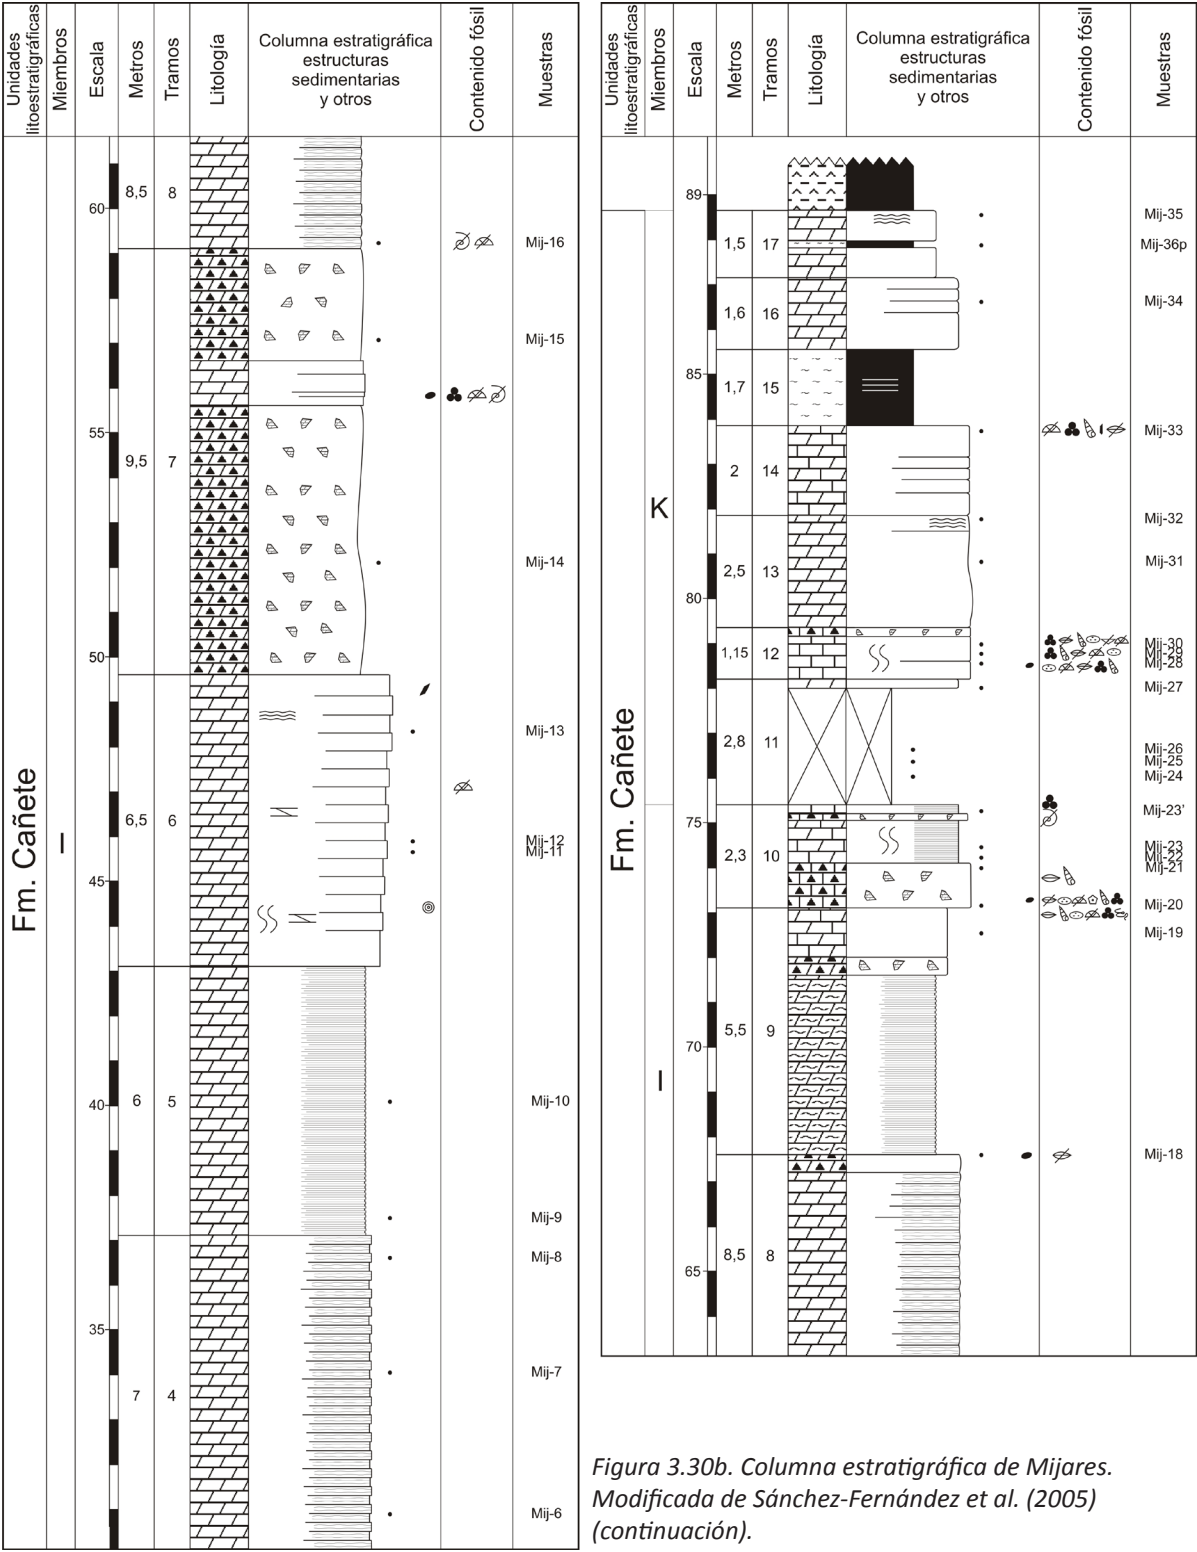 Unidades
litoestratigráficas
Miembros
Escala
Metros
Tramos
Litología
Columna estratigráfica
estructuras
sedimentarias
y otros
Contenido fósil
Muestras
8,5
8
60
Mij-16
Mij-15
55
9,5
7
Mij-14
50
Mij-13
Fm. Cañete
I
6,5
6
Mij-12
Mij-11
45
40
6
5
Mij-10
Mij-9
Mij-8
35
Mij-7
7
4
Mij-6
Unidades
litoestratigráficas
Miembros
Escala
Metros
Tramos
Litología
Columna estratigráfica
estructuras
sedimentarias
y otros
Contenido fósil
Muestras
89
Mij-35
1,5
17
Mij-36p
Mij-34
1,6
16
85
1,7
15
Mij-33
2
14
K
Mij-32
Mij-31
2,5
13
80
Mij-30
1,15
12
Mij-29
Mij-28
Mij-27
2,8
11
Mij-26
Mij-25
Mij-24
Fm. Cañete
75
Mij-23'
2,3
10
Mij-23
Mij-22
Mij-21
Mij-20
Mij-19
5,5
9
70
I
Mij-18
8,5
8
65
Figura 3.30b. Columna estratigráfica de Mijares.
Modificada de Sánchez-Fernández et al. (2005)
(continuación).